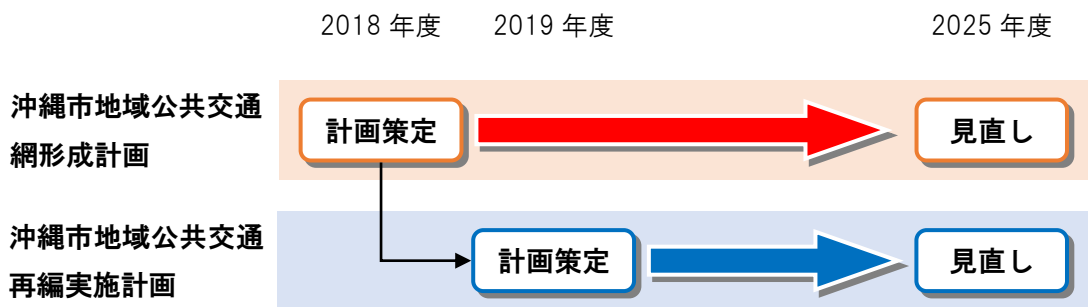 2018 年度 2019 年度 2025 年度
沖縄市地域公共交通
網形成計画
計画策定 見直し
沖縄市地域公共交通
再編実施計画
計画策定 見直し